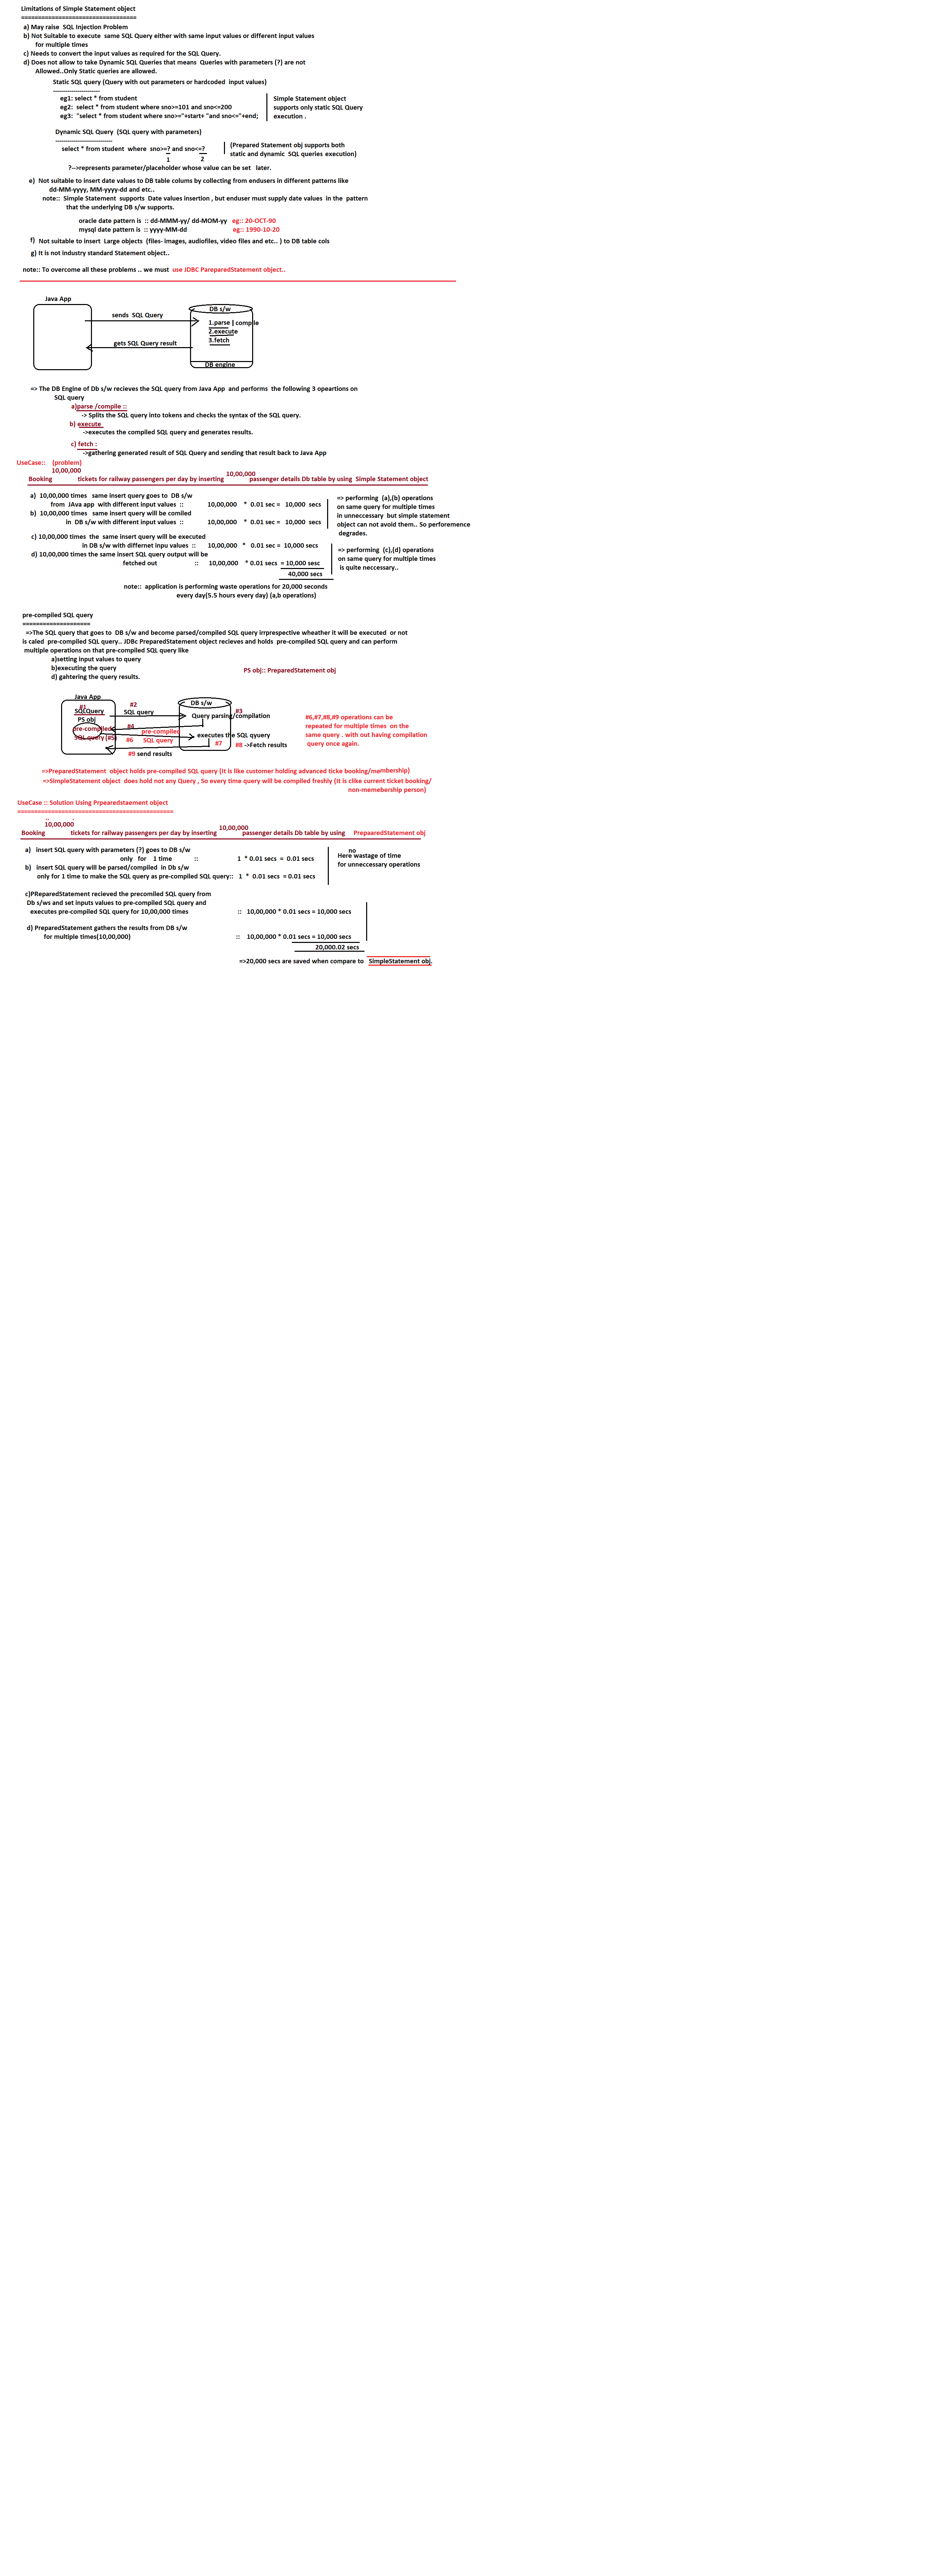 Limitations of Simple Statement object
==================================
a) May raise SQL Injection Problem
b) Not Suitable to execute same SQL Query either with same input values or different input values
for multiple times
c) Needs to convert the input values as required for the SQL Query.
d) Does not allow to take Dynamic SQL Queries that means Queries with parameters (?) are not
Allowed..Only Static queries are allowed.
Static SQL query (Query with out parameters or hardcoded input values)
-----------------------
eg1: select * from student
eg2: select * from student where sno>=101 and sno<=200
eg3: "select * from student where sno>="+start+ "and sno<="+end;
Simple Statement object
supports only static SQL Query
execution .
Dynamic SQL Query (SQL query with parameters)
----------------------------
select * from student where sno>=? and sno<=?
1 2
(Prepared Statement obj supports both
static and dynamic SQL queries execution)
?-->represents parameter/placeholder whose value can be set later.
e) Not suitable to insert date values to DB table colums by collecting from endusers in different patterns like
dd-MM-yyyy, MM-yyyy-dd and etc..
note:: Simple Statement supports Date values insertion , but enduser must supply date values in the pattern
that the underlying DB s/w supports.
oracle date pattern is :: dd-MMM-yy/ dd-MOM-yy eg:: 20-OCT-90
mysql date pattern is :: yyyy-MM-dd eg:: 1990-10-20
f) Not suitable to insert Large objects (files- images, audiofiles, video files and etc.. ) to DB table cols
g) It is not industry standard Statement object..
note:: To overcome all these problems .. we must use JDBC PareparedStatement object..
Java App
DB s/w
sends SQL Query
1.parse | compile
2.execute
3.fetch
gets SQL Query result
DB engine
=> The DB Engine of Db s/w recieves the SQL query from Java App and performs the following 3 opeartions on
SQL query
a)parse /compile ::
-> Splits the SQL query into tokens and checks the syntax of the SQL query.
b) execute
->executes the compiled SQL query and generates results.
c) fetch :
->gathering generated result of SQL Query and sending that result back to Java App
UseCase:: (problem)
10,00,000 10,00,000
Booking tickets for railway passengers per day by inserting passenger details Db table by using Simple Statement object
a) 10,00,000 times same insert query goes to DB s/w
from JAva app with different input values :: 10,00,000 * 0.01 sec = 10,000 secs
b) 10,00,000 times same insert query will be comiled
in DB s/w with different input values :: 10,00,000 * 0.01 sec = 10,000 secs
=> performing (a),(b) operations
on same query for multiple times
in unneccessary but simple statement
object can not avoid them.. So perforemence
degrades.
c) 10,00,000 times the same insert query will be executed
in DB s/w with differnet inpu values :: 10,00,000 * 0.01 sec = 10,000 secs
d) 10,00,000 times the same insert SQL query output will be
fetched out :: 10,00,000 * 0.01 secs = 10,000 sesc
40,000 secs
=> performing (c),(d) operations
on same query for multiple times
is quite neccessary..
note:: application is performing waste operations for 20,000 seconds
every day(5.5 hours every day) (a,b operations)
pre-compiled SQL query
====================
=>The SQL query that goes to DB s/w and become parsed/compiled SQL query irrprespective wheather it will be executed or not
is caled pre-compiled SQL query.. JDBc PreparedStatement object recieves and holds pre-compiled SQL query and can perform
multiple operations on that pre-compiled SQL query like
a)setting input values to query
b)executing the query
d) gahtering the query results.
PS obj:: PreparedStatement obj
Java App
#1
SQLQuery
PS obj
pre-compiled
SQL query (#5)
#2
SQL query
DB s/w
#3
Query parsing/compilation
#4
pre-compiled
#6 SQL query
executes the SQL qyuery
#7
#8 ->Fetch results
#9 send results
#6,#7,#8,#9 operations can be
repeated for multiple times on the
same query . with out having compilation
query once again.
=>PreparedStatement object holds pre-compiled SQL query (It is like customer holding advanced ticke booking/membership)
=>SimpleStatement object does hold not any Query , So every time query will be compiled freshly (It is clike current ticket booking/
non-memebership person)
UseCase :: Solution Using Prpearedstaement object
==============================================
10,00,000 10,00,000
Booking tickets for railway passengers per day by inserting passenger details Db table by using PrepaaredStatement obj
a) insert SQL query with parameters (?) goes to DB s/w
only for 1 time :: 1 * 0.01 secs = 0.01 secs
b) insert SQL query will be parsed/compiled in Db s/w
only for 1 time to make the SQL query as pre-compiled SQL query:: 1 * 0.01 secs = 0.01 secs
no
Here wastage of time
for unneccessary operations
c)PReparedStatement recieved the precomiled SQL query from
Db s/ws and set inputs values to pre-compiled SQL query and
executes pre-compiled SQL query for 10,00,000 times :: 10,00,000 * 0.01 secs = 10,000 secs
d) PreparedStatement gathers the results from DB s/w
for multiple times(10,00,000) :: 10,00,000 * 0.01 secs = 10,000 secs
20,000.02 secs
=>20,000 secs are saved when compare to SimpleStatement obj.